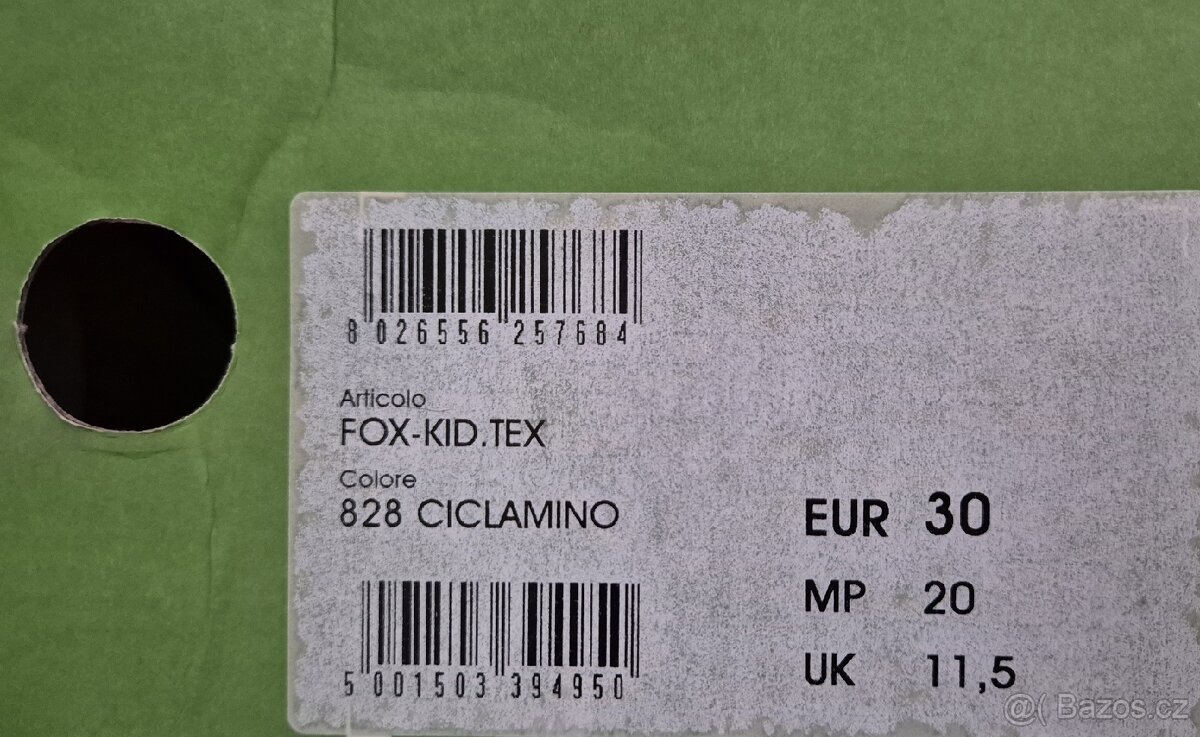 8 026556 257684
Articolo
FOX-KID.TEX
Colore
828 CICLAMINO
EUR 30
MP 20
UK 11,5
5 001503 394950
@( Bazos.cz